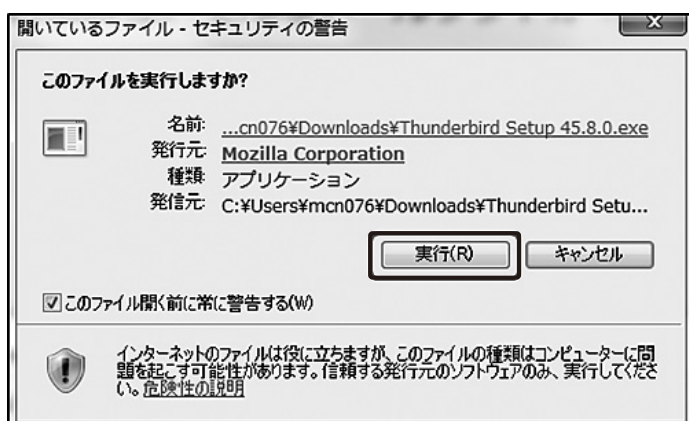 開いているファイル - セキュリティの警告
このファイルを実行しますか?
名前: ...cn076¥Downloads¥Thunderbird Setup 45.8.0.exe
発行元: Mozilla Corporation
種類: アプリケーション
発信元: C:¥Users¥mcn076¥Downloads¥Thunderbird Setu...
実行(R) キャンセル
このファイル開く前に常に警告する(W)
インターネットのファイルは役に立ちますが、このファイルの種類はコンピューターに問
題を起こす可能性があります。信頼する発行元のソフトウェアのみ、実行してくださ
い。危険性の説明